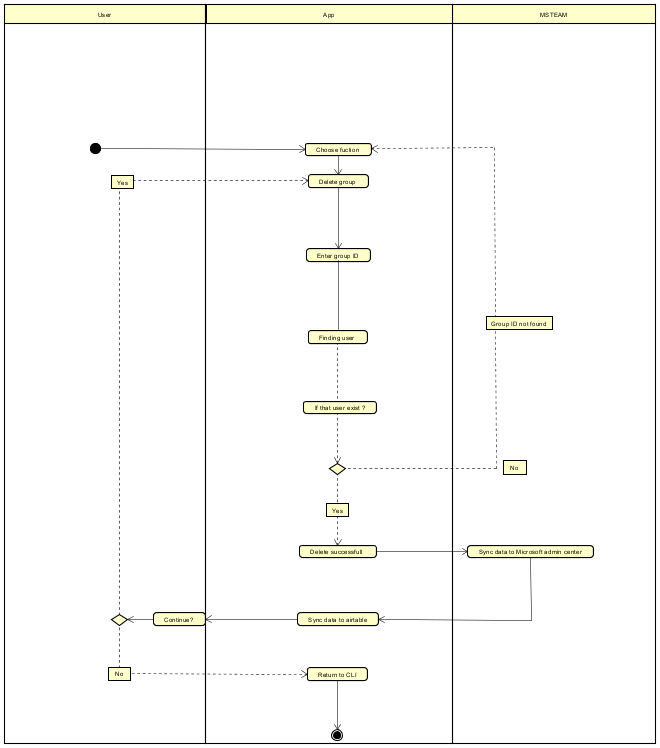 User
App
MSTEAM
Choose fuction
Yes
Delete group
Enter group ID
Group ID not found
Finding user
If that user exist ?
No
Yes
Delete successfull
Sync data to Microsoft admin center
Continue?
Sync data to airtable
No
Return to CLI